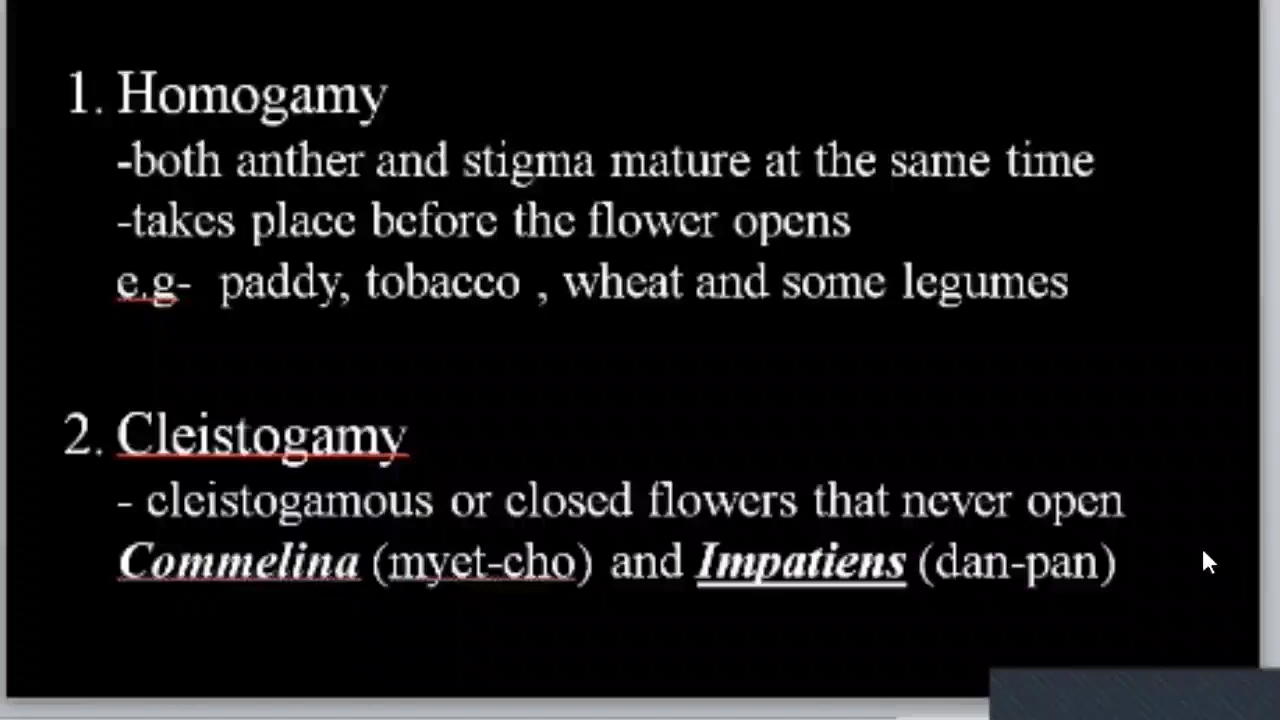 1. Homogamy
-both anther and stigma mature at the same time
-takes place before the flower opens
e.g- paddy, tobacco , wheat and some legumes
2. Cleistogamy
- cleistogamous or closed flowers that never open
Commelina (myet-cho) and Impatiens (dan-pan)